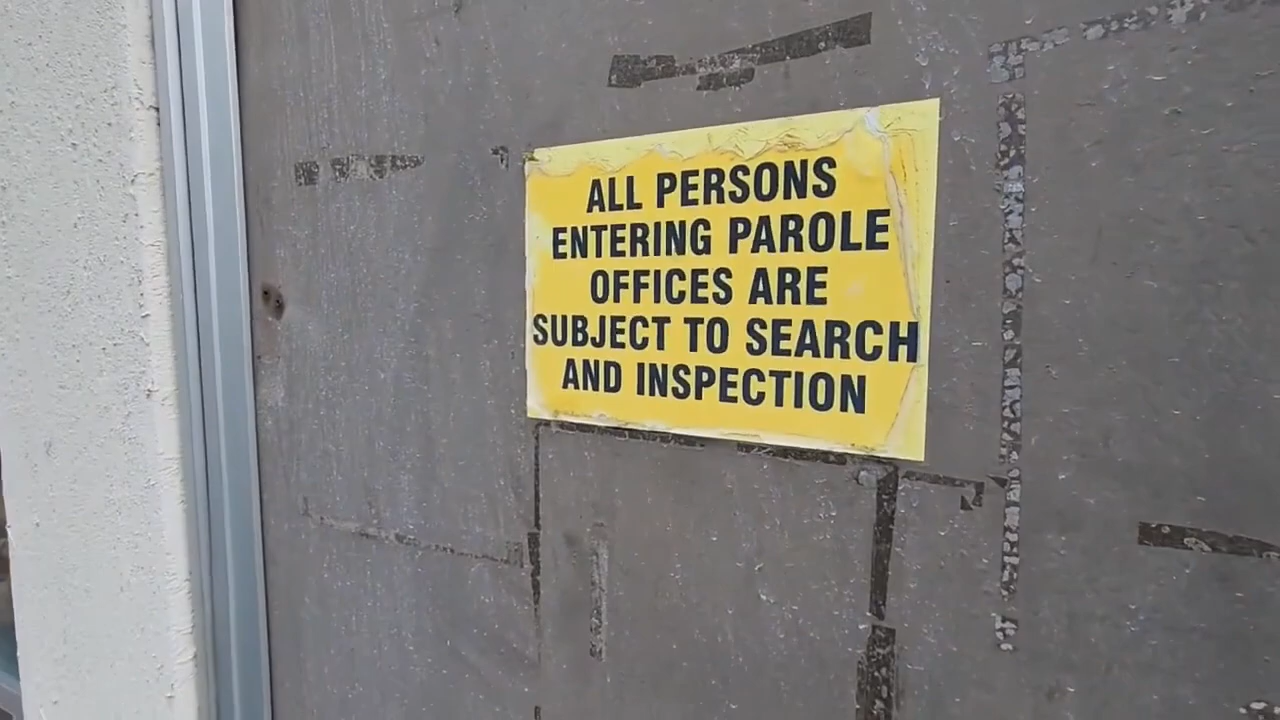 ALL PERSONS
ENTERING PAROLE
OFFICES ARE
SUBJECT TO SEARCH
AND INSPECTION